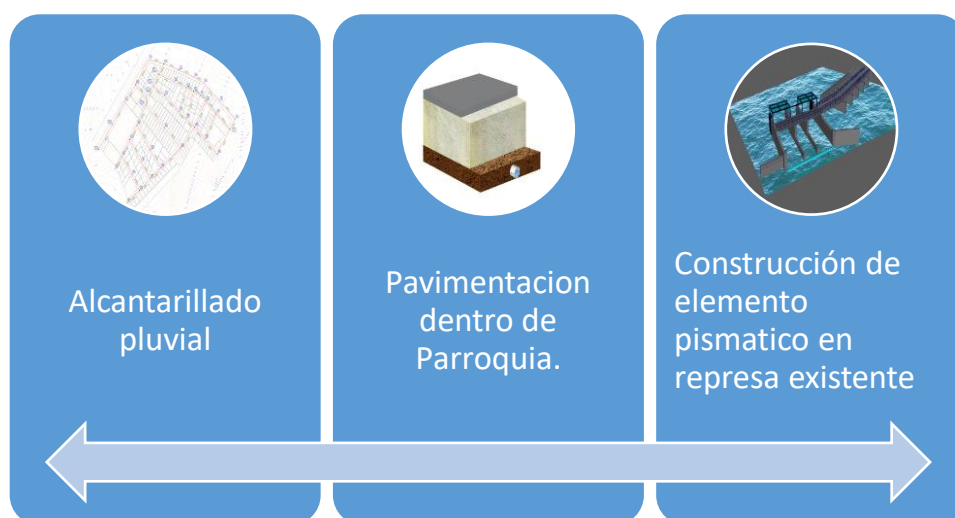 Alcantarillado
pluvial
Pavimentacion
dentro de
Parroquia.
Construcción de
elemento
pismatico en
represa existente